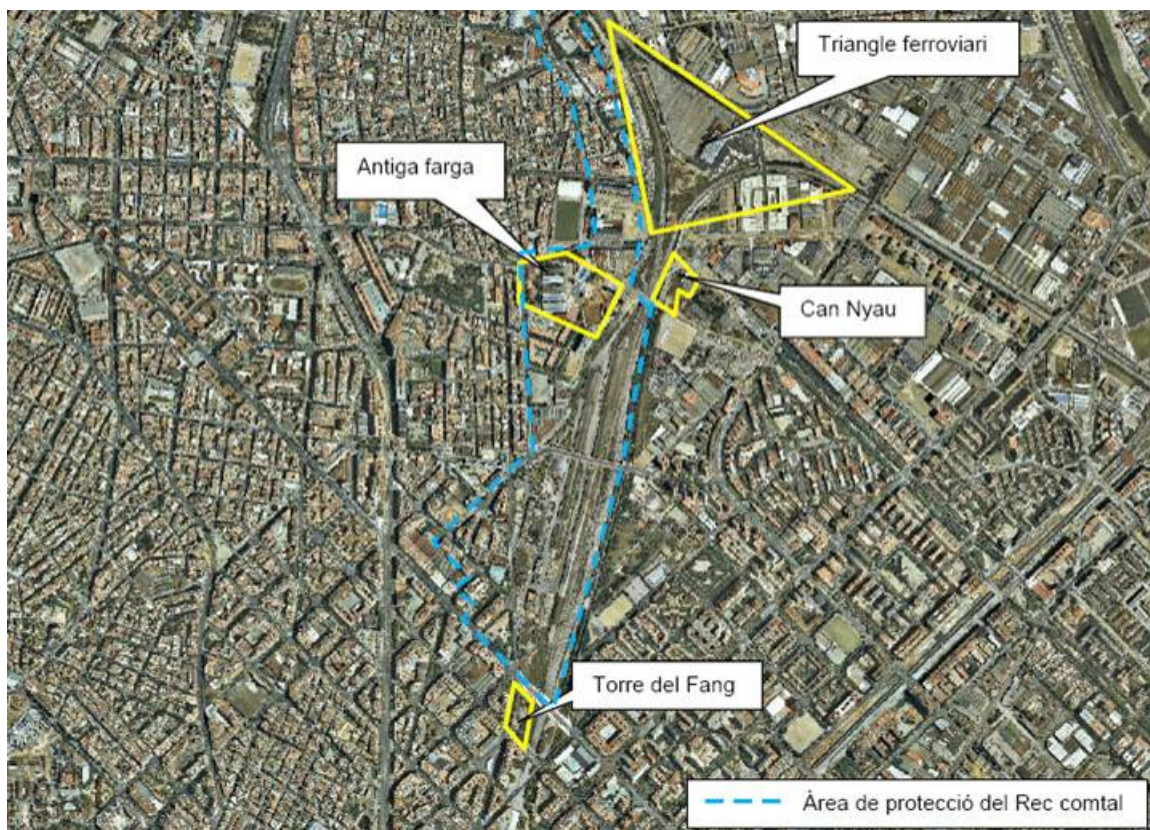 Triangle ferroviari
Antiga farga
Can Nyau
Torre del Fang
Àrea de protecció del Rec comtal